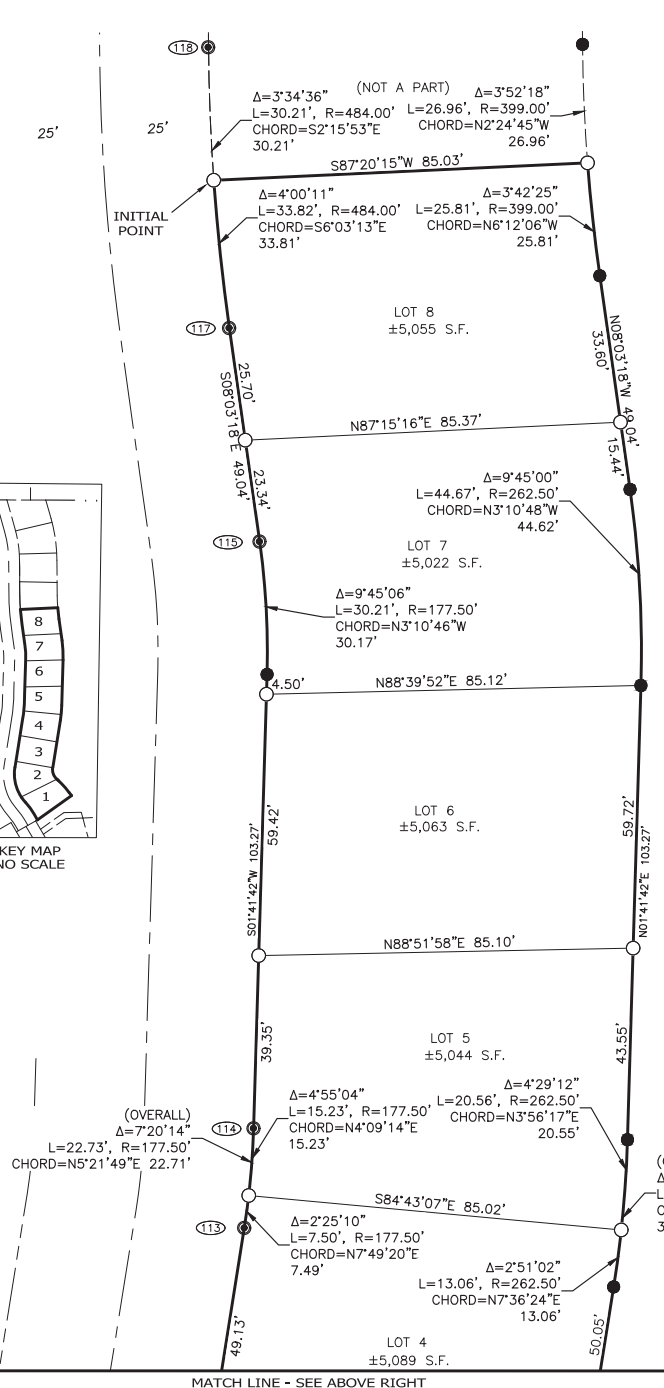 118
(NOT A PART)
Δ=3°34'36"
L=30.21', R=484.00'
CHORD=S2°15'53"E
30.21'
Δ=3°52'18"
L=26.96', R=399.00'
CHORD=N2°24'45"W
26.96'
25'
25'
S87°20'15"W 85.03'
INITIAL
POINT
Δ=4°00'11"
L=33.82', R=484.00'
CHORD=S6°03'13"E
33.81'
Δ=3°42'25"
L=25.81', R=399.00'
CHORD=N6°12'06"W
25.81'
117
LOT 8
±5,055 S.F.
N08°03'18"W 49.04'
33.60'
25.70'
S08°03'18"E 49.04'
N87°15'16"E 85.37'
15.44'
23.34'
Δ=9°45'00"
L=44.67', R=262.50'
CHORD=N3°10'48"W
44.62'
115
LOT 7
±5,022 S.F.
Δ=9°45'06"
L=30.21', R=177.50'
CHORD=N3°10'46"W
30.17'
4.50'
N88°39'52"E 85.12'
8
7
6
5
4
3
2
1
KEY MAP
NO SCALE
LOT 6
±5,063 S.F.
59.42'
S01°41'42"W 103.27'
59.72'
N01°41'42"E 103.27'
N88°51'58"E 85.10'
39.35'
LOT 5
±5,044 S.F.
43.55'
(OVERALL)
Δ=7°20'14"
L=22.73', R=177.50'
CHORD=N5°21'49"E 22.71'
114
Δ=4°55'04"
L=15.23', R=177.50'
CHORD=N4°09'14"E
15.23'
Δ=4°29'12"
L=20.56', R=262.50'
CHORD=N3°56'17"E
20.55'
S84°43'07"E 85.02'
113
Δ=2°25'10"
L=7.50', R=177.50'
CHORD=N7°49'20"E
7.49'
Δ=2°51'02"
L=13.06', R=262.50'
CHORD=N7°36'24"E
13.06'
49.13'
50.05'
LOT 4
±5,089 S.F.
MATCH LINE - SEE ABOVE RIGHT